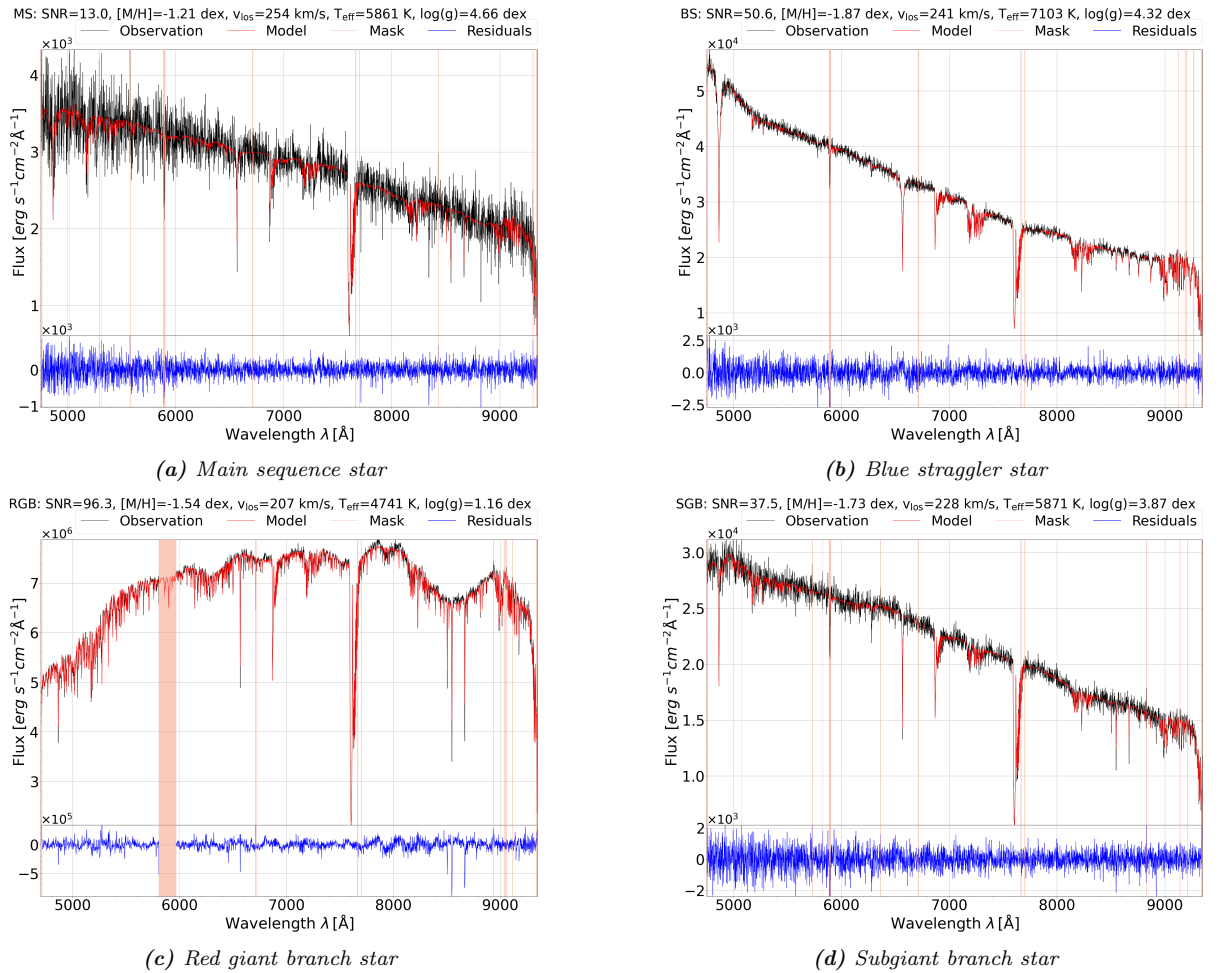 MS: SNR=13.0, [M/H]=-1.21 dex, v_los=254 km/s, T_eff=5861 K, log(g)=4.66 dex
Observation Model Mask Residuals
×10³
4
3
2
1
Flux [erg s⁻¹cm⁻²Å⁻¹]
×10³
0
−1
5000 6000 7000 8000 9000
Wavelength λ [Å]
(a) Main sequence star
BS: SNR=50.6, [M/H]=-1.87 dex, v_los=241 km/s, T_eff=7103 K, log(g)=4.32 dex
Observation Model Mask Residuals
×10⁴
5
4
3
2
1
Flux [erg s⁻¹cm⁻²Å⁻¹]
×10³
2.5
0.0
−2.5
5000 6000 7000 8000 9000
Wavelength λ [Å]
(b) Blue straggler star
RGB: SNR=96.3, [M/H]=-1.54 dex, v_los=207 km/s, T_eff=4741 K, log(g)=1.16 dex
Observation Model Mask Residuals
×10⁶
7
6
5
4
3
Flux [erg s⁻¹cm⁻²Å⁻¹]
×10⁵
0
−5
5000 6000 7000 8000 9000
Wavelength λ [Å]
(c) Red giant branch star
SGB: SNR=37.5, [M/H]=-1.73 dex, v_los=228 km/s, T_eff=5871 K, log(g)=3.87 dex
Observation Model Mask Residuals
×10⁴
3.0
2.5
2.0
1.5
1.0
Flux [erg s⁻¹cm⁻²Å⁻¹]
×10³
2
0
−2
5000 6000 7000 8000 9000
Wavelength λ [Å]
(d) Subgiant branch star